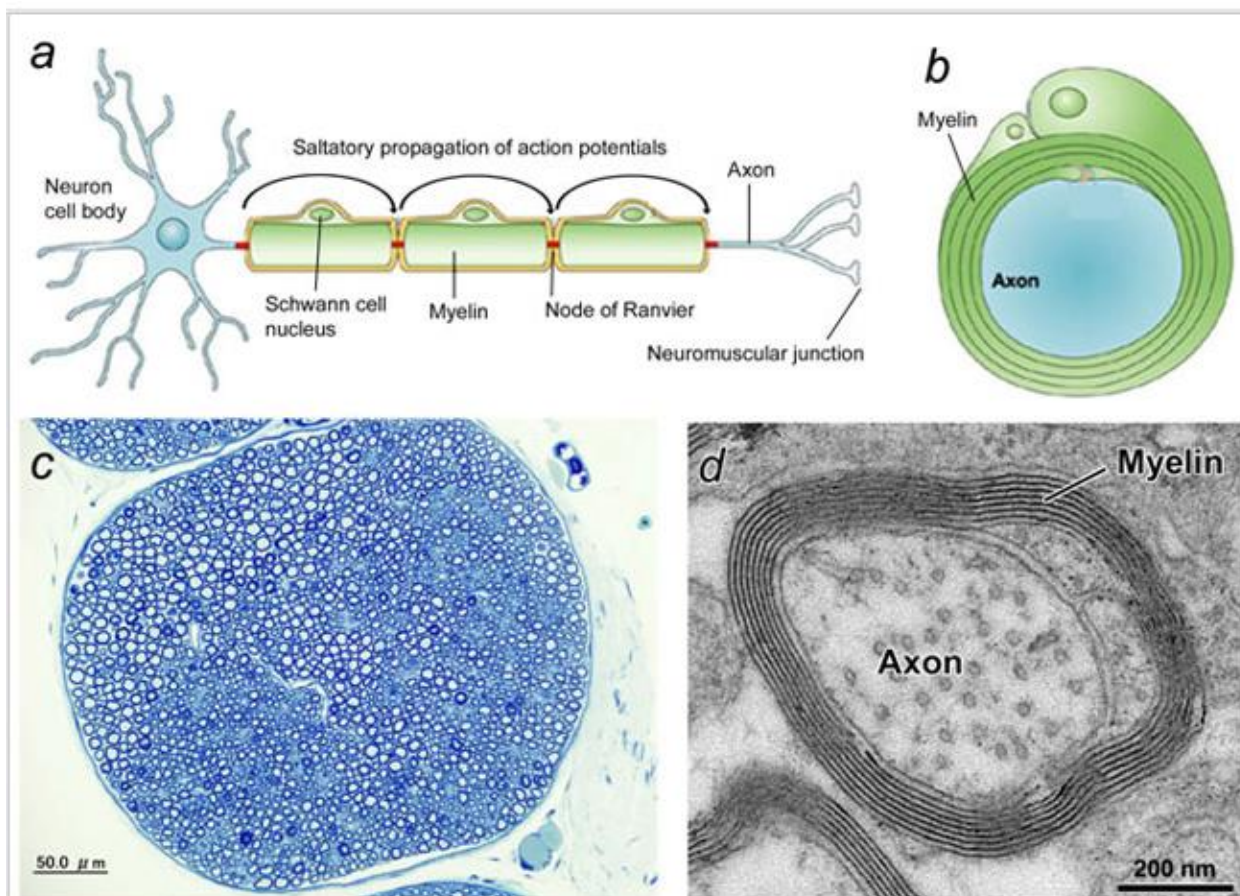 a
Saltatory propagation of action potentials
Neuron
cell body
Axon
Schwann cell
nucleus
Myelin
Node of Ranvier
Neuromuscular junction
b
Myelin
Axon
c
50.0 μm
d
Myelin
Axon
200 nm